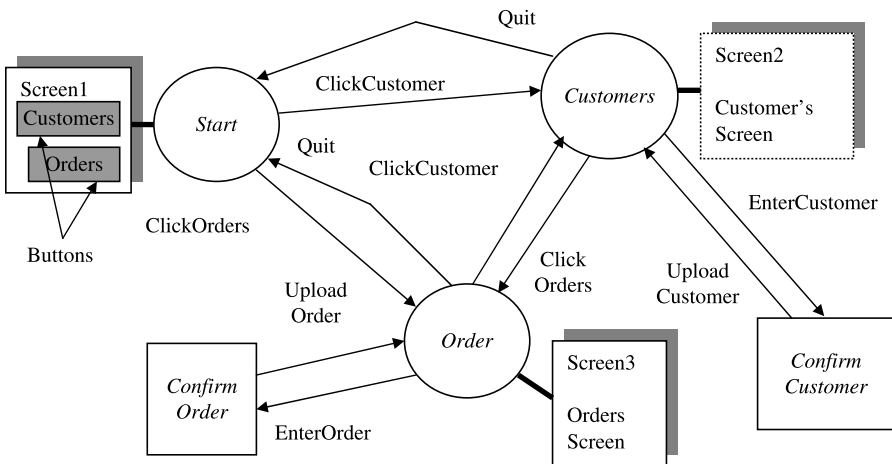 Quit
Screen1
Customers
Orders
Buttons
Start
ClickCustomer
Customers
Screen2
Customer's
Screen
Quit
ClickCustomer
ClickOrders
EnterCustomer
Click
Orders
Upload
Customer
Upload
Order
Order
Confirm
Order
EnterOrder
Screen3
Orders
Screen
Confirm
Customer